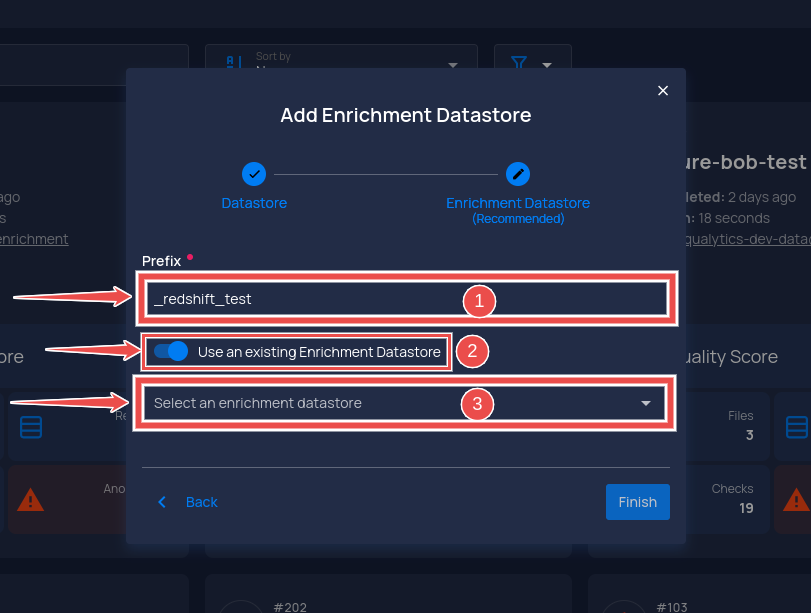 Sort by
Add Enrichment Datastore
ure-bob-test
Datastore
Enrichment Datastore
(Recommended)
ago
leted: 2 days ago
s
n: 18 seconds
enrichment
qualytics-dev-data
Prefix
_redshift_test
1
Use an existing Enrichment Datastore
2
ore
uality Score
Select an enrichment datastore
3
Re
Files
3
Ano
Checks
19
Back
Finish
#202
#103